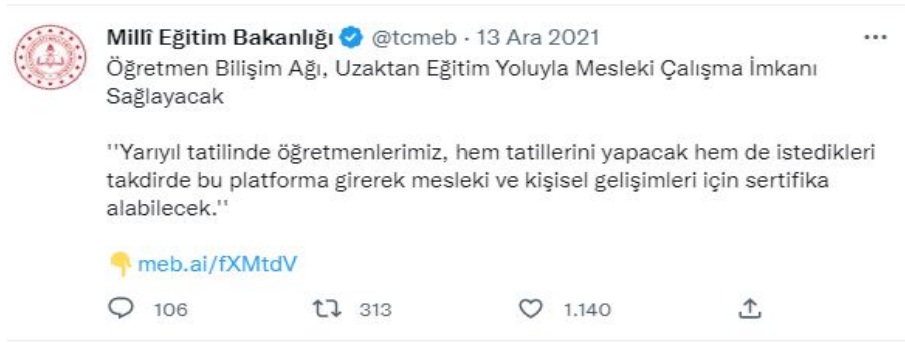 Millî Eğitim Bakanlığı @tcmeb · 13 Ara 2021
Öğretmen Bilişim Ağı, Uzaktan Eğitim Yoluyla Mesleki Çalışma İmkanı
Sağlayacak
''Yarıyıl tatilinde öğretmenlerimiz, hem tatillerini yapacak hem de istedikleri
takdirde bu platforma girerek mesleki ve kişisel gelişimleri için sertifika
alabilecek.''
👇 meb.ai/fXMtdV
106 313 1.140